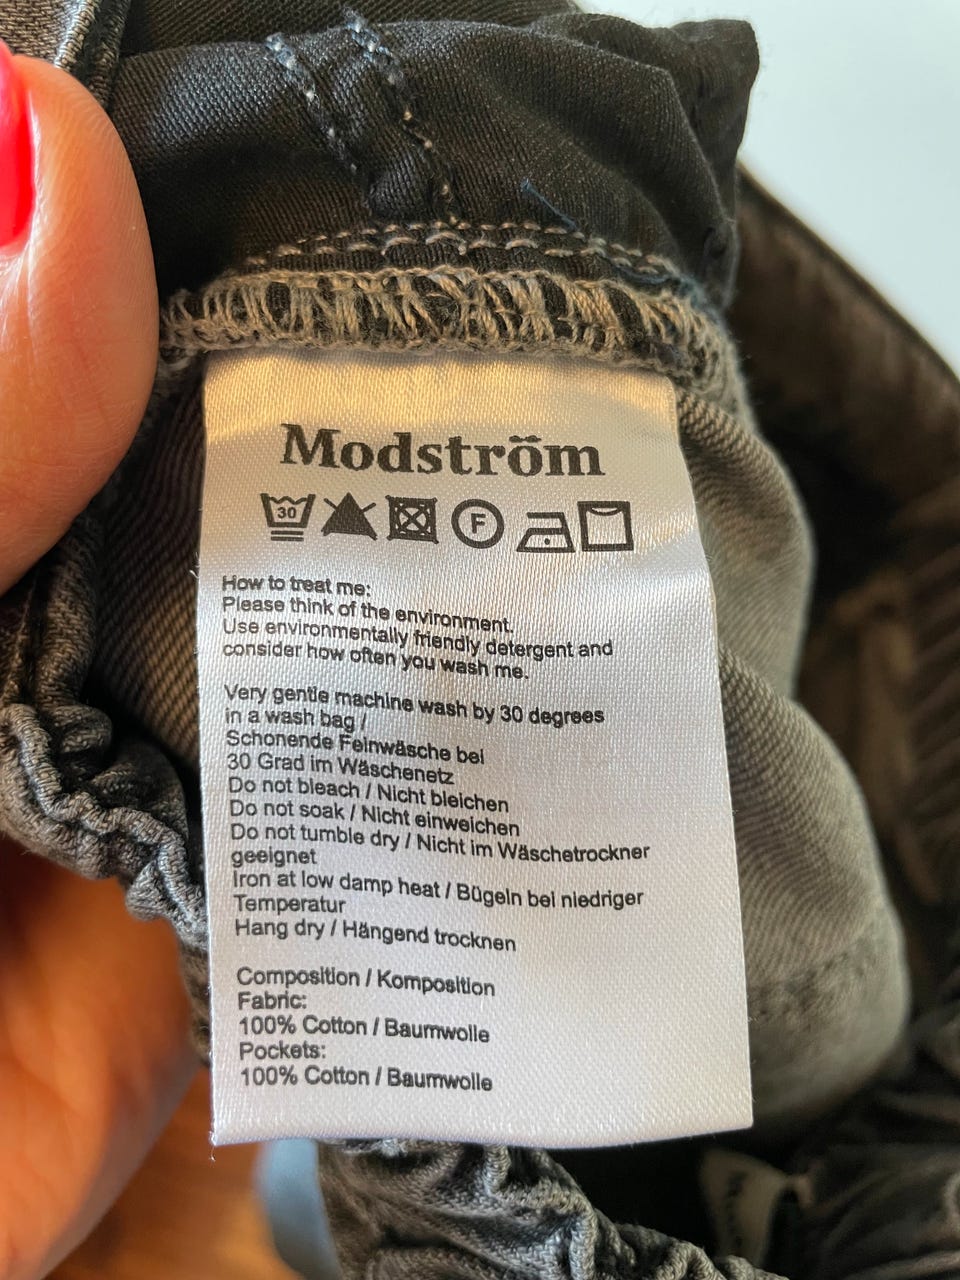 Modström
30 F
How to treat me:
Please think of the environment.
Use environmentally friendly detergent and
consider how often you wash me.
Very gentle machine wash by 30 degrees
in a wash bag /
Schonende Feinwäsche bei
30 Grad im Wäschenetz
Do not bleach / Nicht bleichen
Do not soak / Nicht einweichen
Do not tumble dry / Nicht im Wäschetrockner
geeignet
Iron at low damp heat / Bügeln bei niedriger
Temperatur
Hang dry / Hängend trocknen
Composition / Komposition
Fabric:
100% Cotton / Baumwolle
Pockets:
100% Cotton / Baumwolle